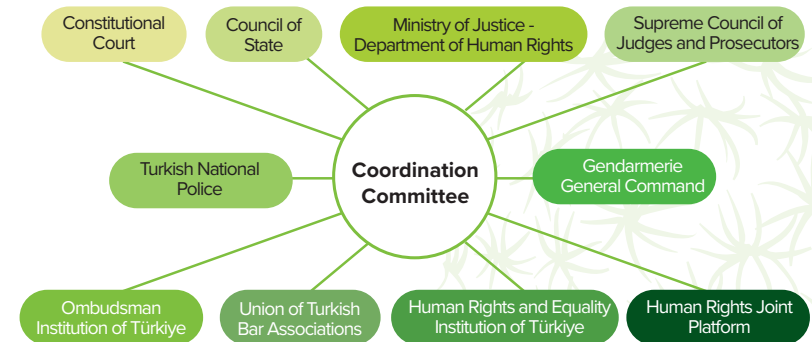 Constitutional
Court
Council of
State
Ministry of Justice -
Department of Human Rights
Supreme Council of
Judges and Prosecutors
Turkish National
Police
Coordination
Committee
Gendarmerie
General Command
Ombudsman
Institution of Türkiye
Union of Turkish
Bar Associations
Human Rights and Equality
Institution of Türkiye
Human Rights Joint
Platform